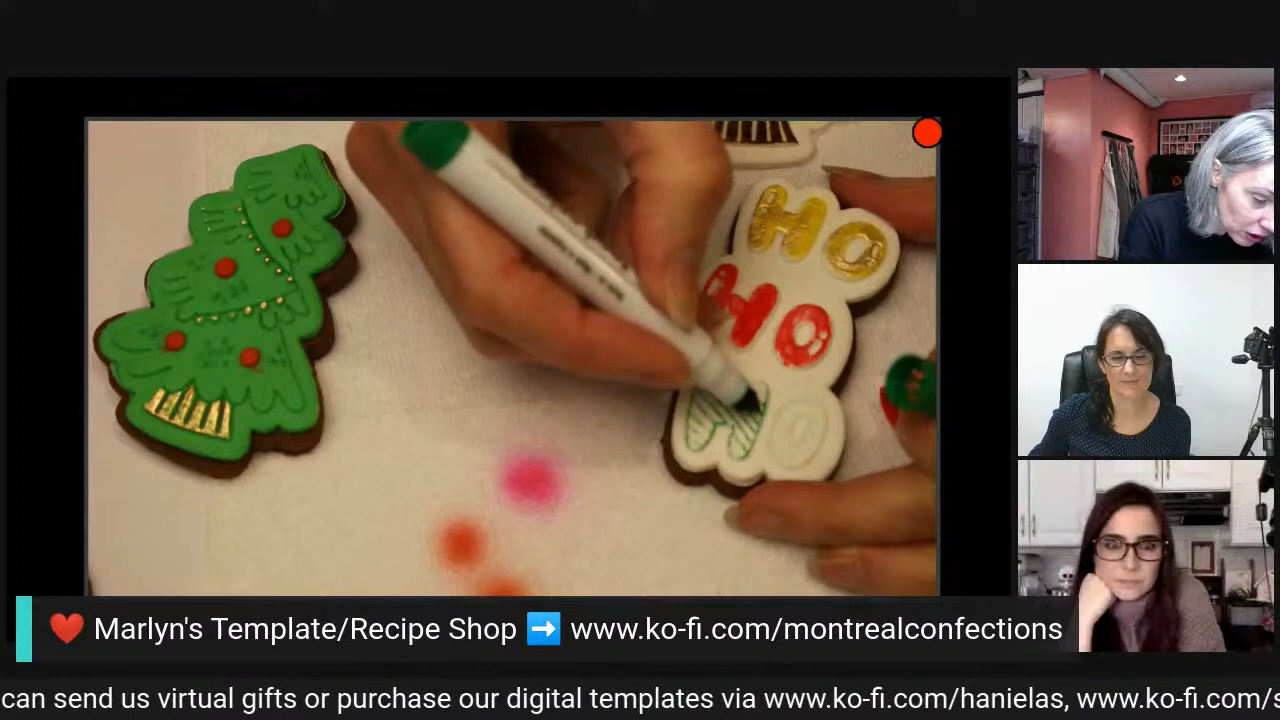 HO
HO
H
❤️ Marlyn's Template/Recipe Shop ➡️ www.ko-fi.com/montrealconfections
can send us virtual gifts or purchase our digital templates via www.ko-fi.com/hanielas, www.ko-fi.com/s